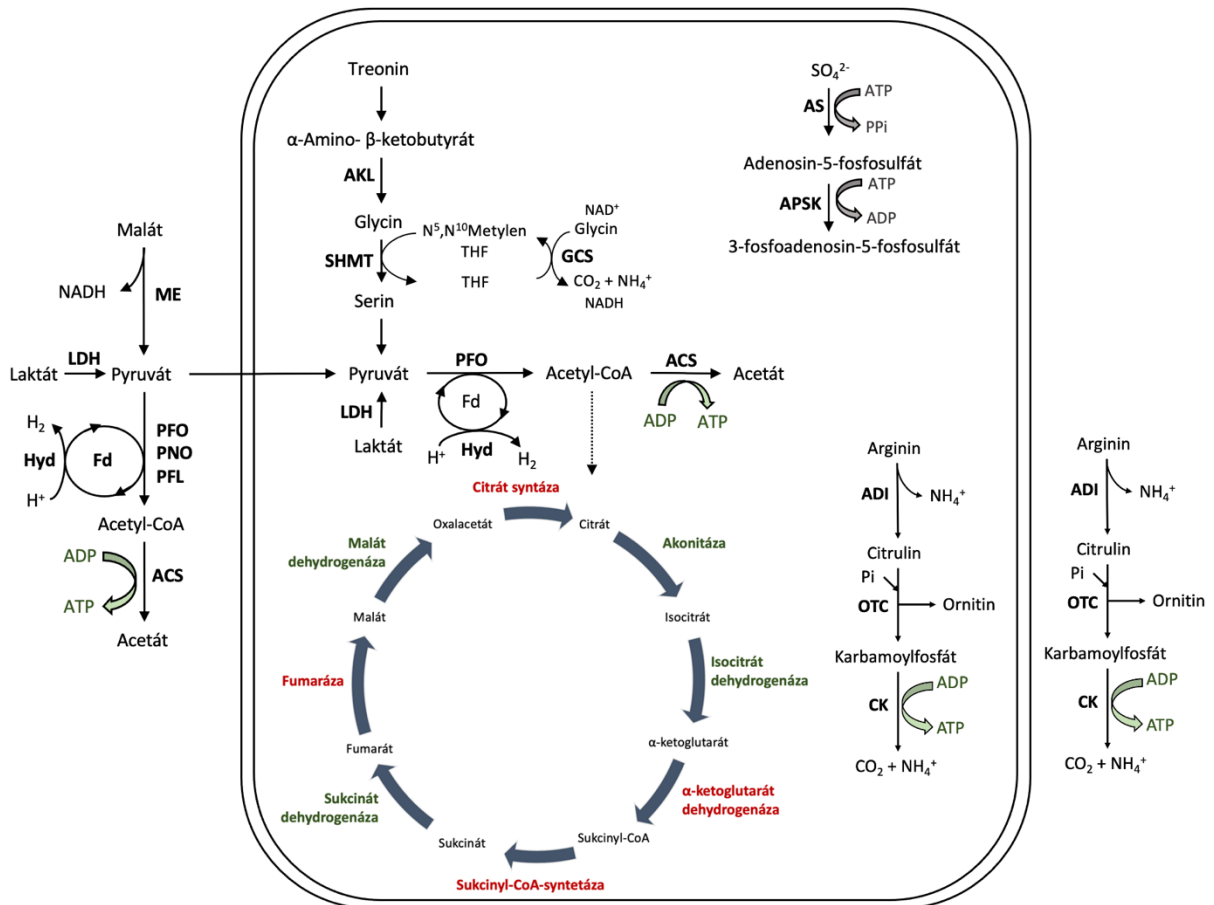 Treonin
α-Amino- β-ketobutyrát
AKL
Glycin
SHMT
N⁵,N¹⁰Metylen
THF
THF
NAD⁺
Glycin
GCS
CO₂ + NH₄⁺
NADH
Serin
SO₄²⁻
AS
ATP
PPi
Adenosin-5-fosfosulfát
APSK
ATP
ADP
3-fosfoadenosin-5-fosfosulfát
Malát
NADH
ME
Laktát
LDH
Pyruvát
H₂
Hyd
H⁺
Fd
PFO
PNO
PFL
Acetyl-CoA
ADP
ATP
ACS
Acetát
Pyruvát
LDH
Laktát
PFO
Fd
H⁺
Hyd
H₂
Acetyl-CoA
ACS
ADP
ATP
Acetát
Citrát syntáza
Oxalacetát
Citrát
Malát
dehydrogenáza
Akonitáza
Malát
Isocitrát
Fumaráza
Isocitrát
dehydrogenáza
Fumarát
α-ketoglutarát
Sukcinát
dehydrogenáza
α-ketoglutarát
dehydrogenáza
Sukcinát
Sukcinyl-CoA
Sukcinyl-CoA-syntetáza
Arginin
ADI
NH₄⁺
Citrulin
Pi
OTC
Ornitin
Karbamoylfosfát
CK
ADP
ATP
CO₂ + NH₄⁺
Arginin
ADI
NH₄⁺
Citrulin
Pi
OTC
Ornitin
Karbamoylfosfát
CK
ADP
ATP
CO₂ + NH₄⁺